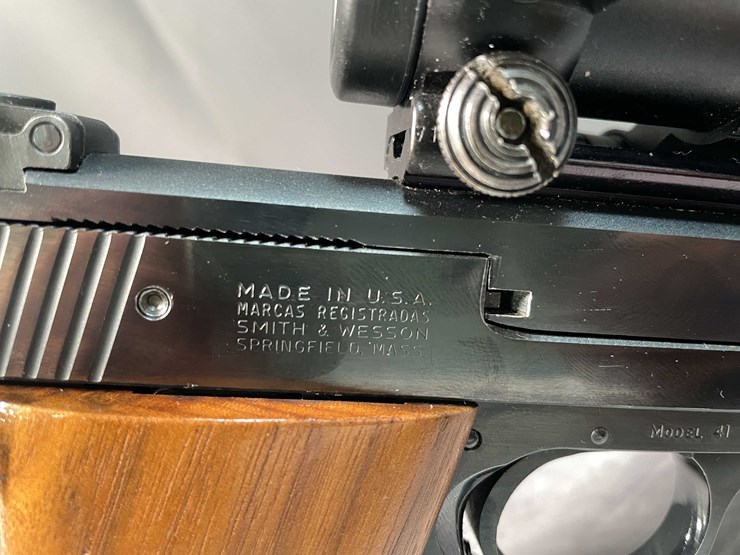 MADE IN U.S.A.
MARCAS REGISTRADAS
SMITH & WESSON
SPRINGFIELD, MASS.
MODEL 41